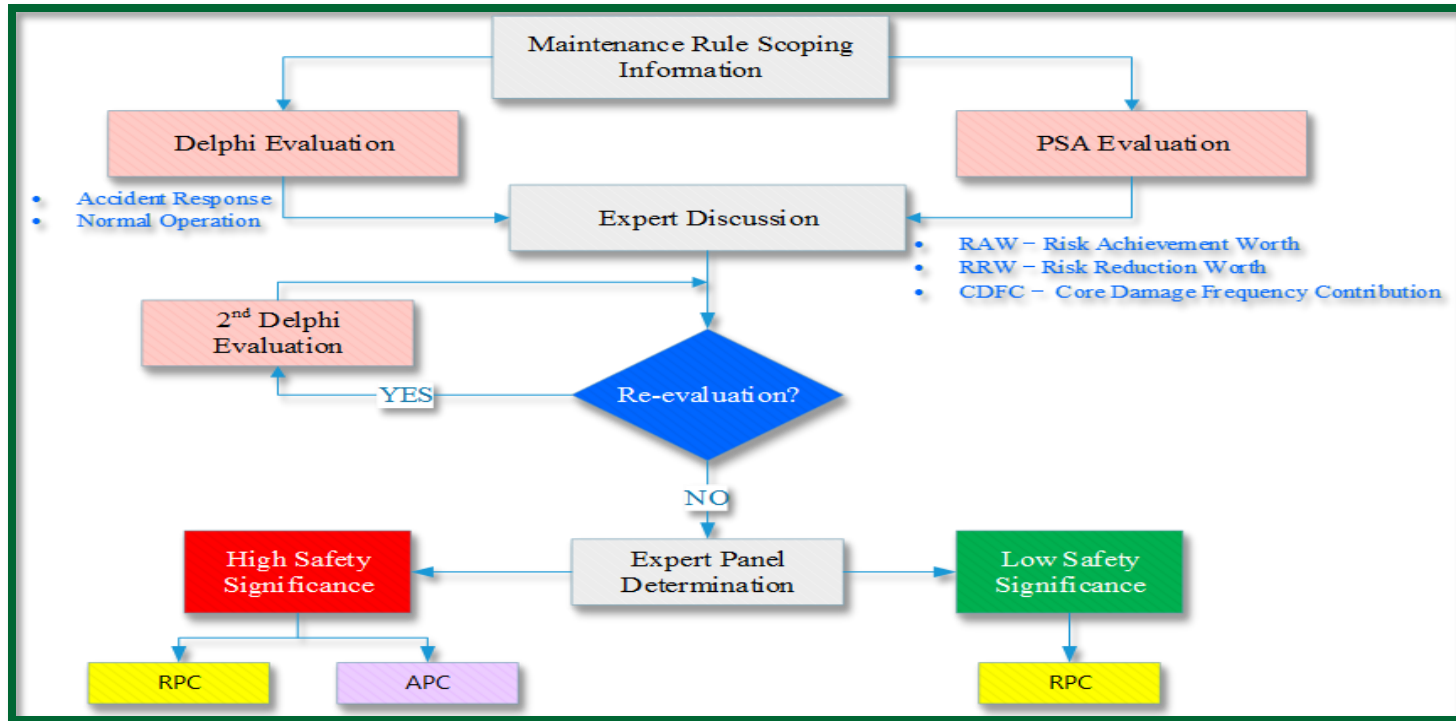 Maintenance Rule Scoping
Information
Delphi Evaluation
PSA Evaluation
• Accident Response
• Normal Operation
Expert Discussion
• RAW – Risk Achievement Worth
• RRW – Risk Reduction Worth
• CDFC – Core Damage Frequency Contribution
2nd Delphi
Evaluation
Re-evaluation?
YES
NO
High Safety
Significance
Expert Panel
Determination
Low Safety
Significance
RPC
APC
RPC